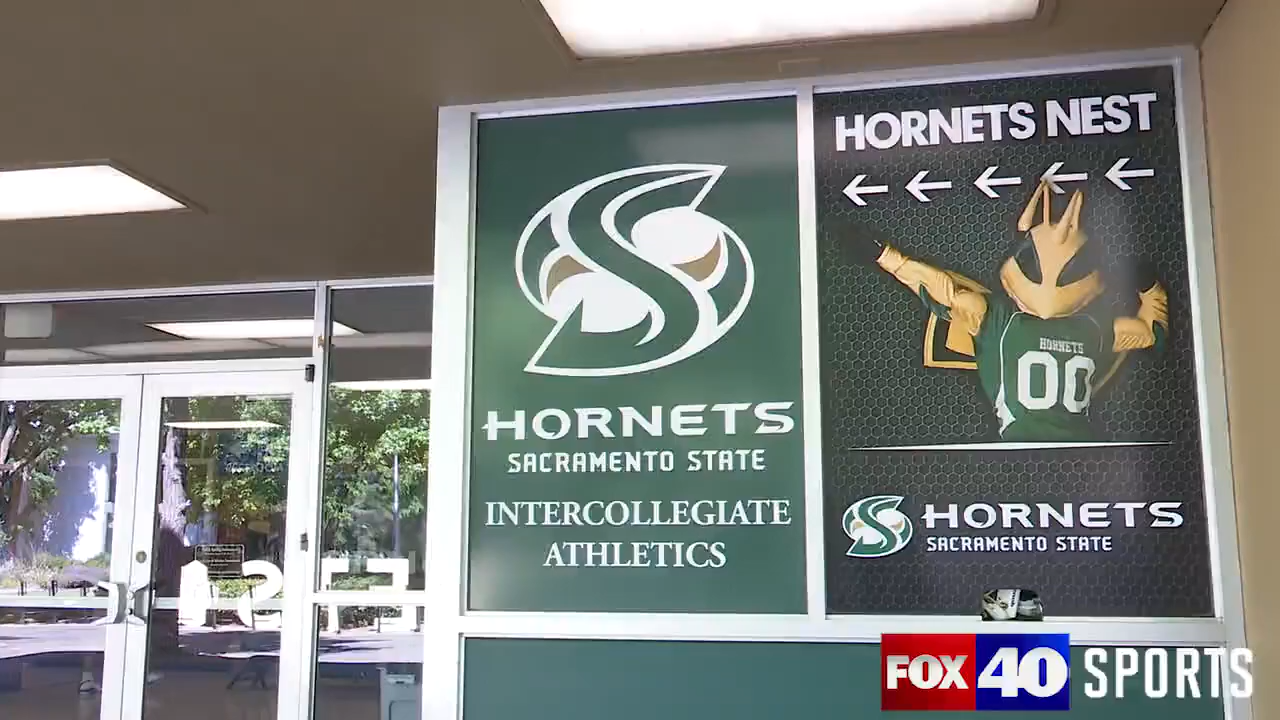 HORNETS NEST
HORNETS
00
HORNETS
SACRAMENTO STATE
INTERCOLLEGIATE
ATHLETICS
HORNETS
SACRAMENTO STATE
FOX 40 SPORTS